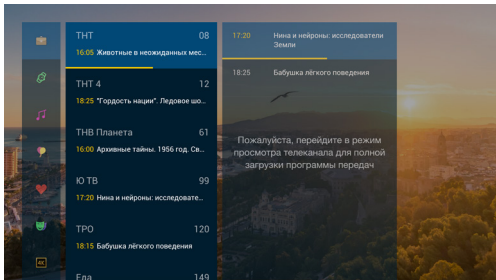 ТНТ 08
16:05 Животные в неожиданных мес...
ТНТ 4 12
18:25 "Гордость нации". Ледовое шо...
ТНВ Планета 61
16:00 Архивные тайны. 1956 год. Св...
Ю ТВ 99
17:20 Нина и нейроны: исследовате...
ТРО 120
18:15 Бабушка лёгкого поведения
Еда 149
17:20 Нина и нейроны: исследователи
Земли
18:25 Бабушка лёгкого поведения
Пожалуйста, перейдите в режим
просмотра телеканала для полной
загрузки программы передач
4K